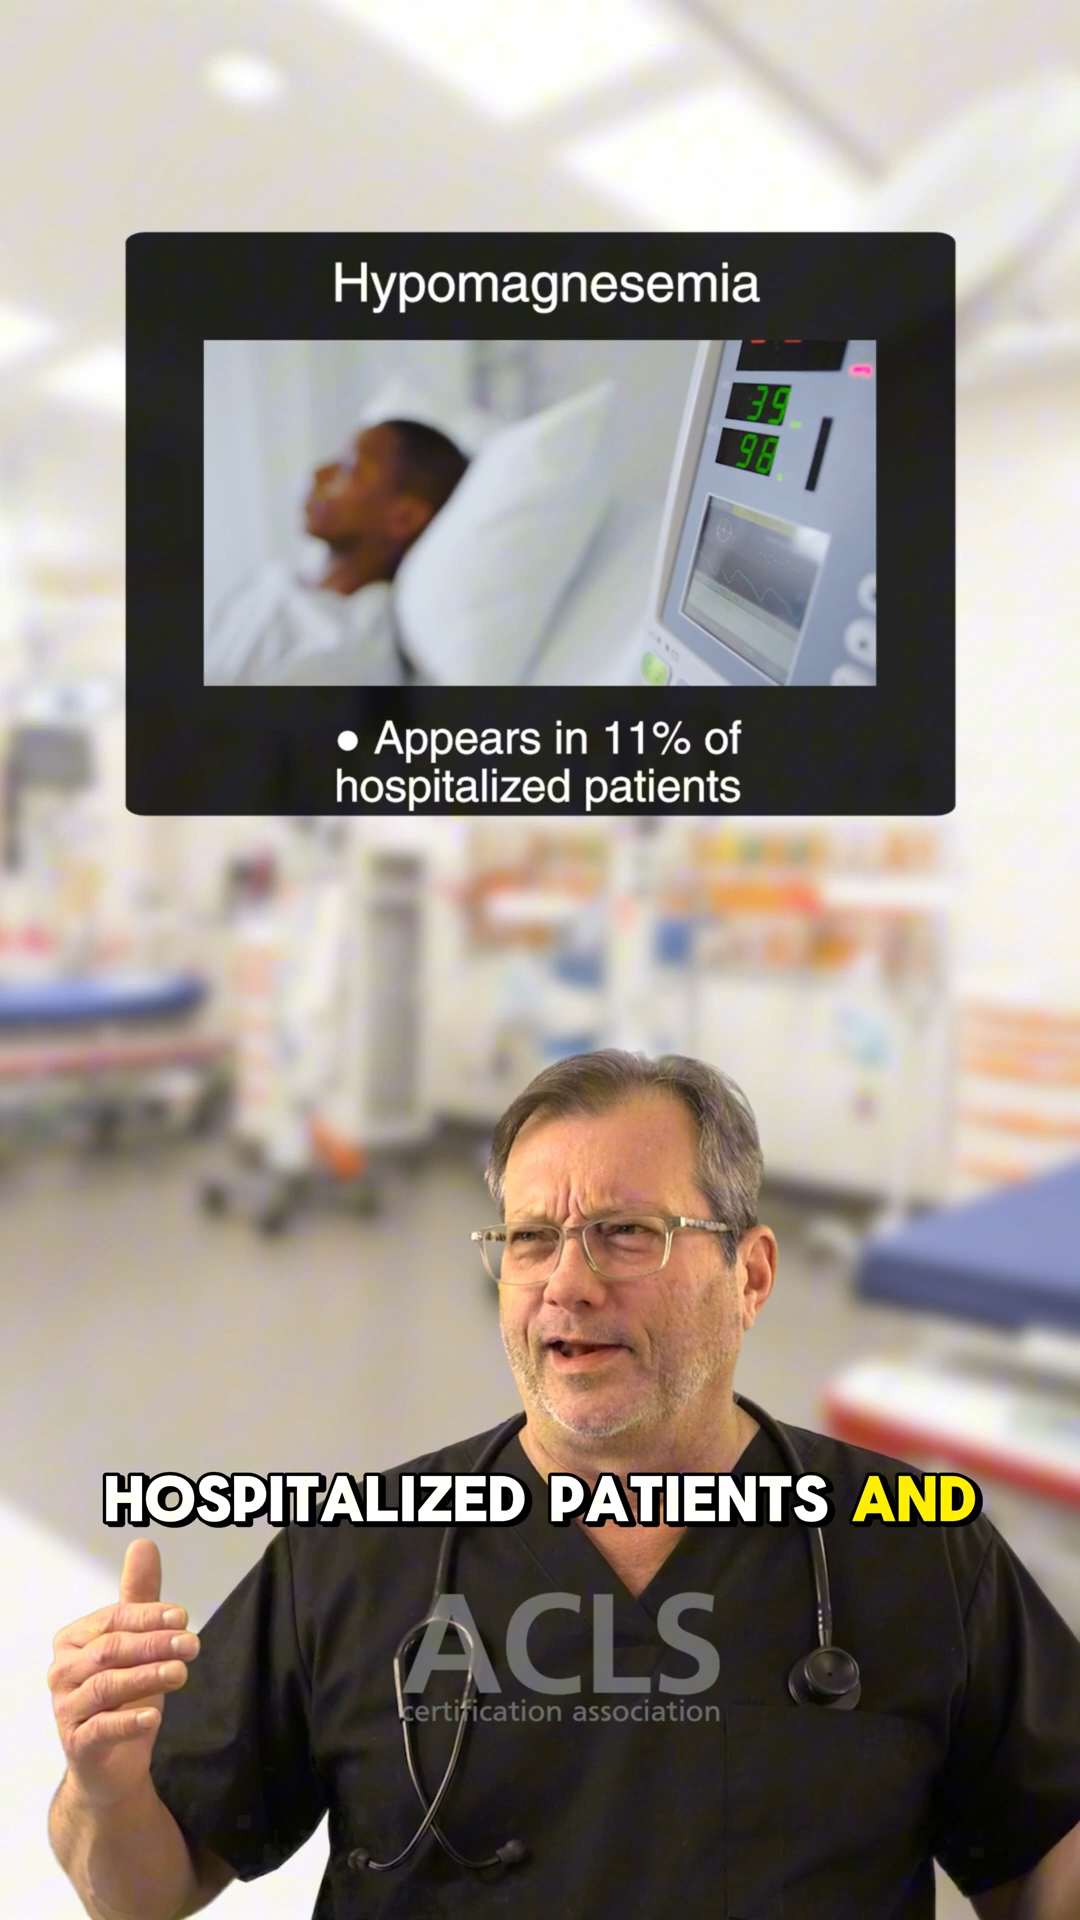 Hypomagnesemia
39
98
● Appears in 11% of
hospitalized patients
HOSPITALIZED PATIENTS AND
ACLS
certification association